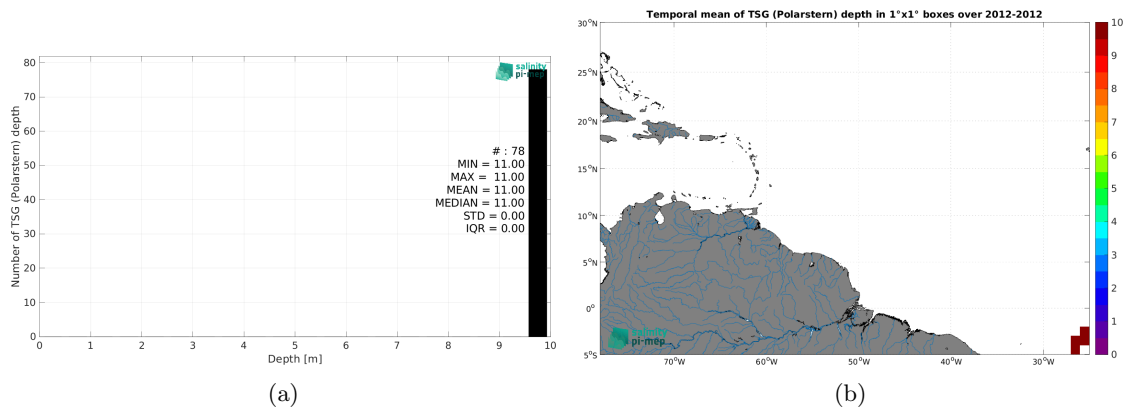 80
70
60
50
40
30
20
10
0
Number of TSG (Polarstern) depth
salinity
pi-mep
# : 78
MIN = 11.00
MAX = 11.00
MEAN = 11.00
MEDIAN = 11.00
STD = 0.00
IQR = 0.00
0 1 2 3 4 5 6 7 8 9 10
Depth [m]
(a)
Temporal mean of TSG (Polarstern) depth in 1°x1° boxes over 2012-2012
30°N
25°N
20°N
15°N
10°N
5°N
0°
5°S
salinity
pi-mep
70°W 60°W 50°W 40°W 30°W
10
9
8
7
6
5
4
3
2
1
0
(b)